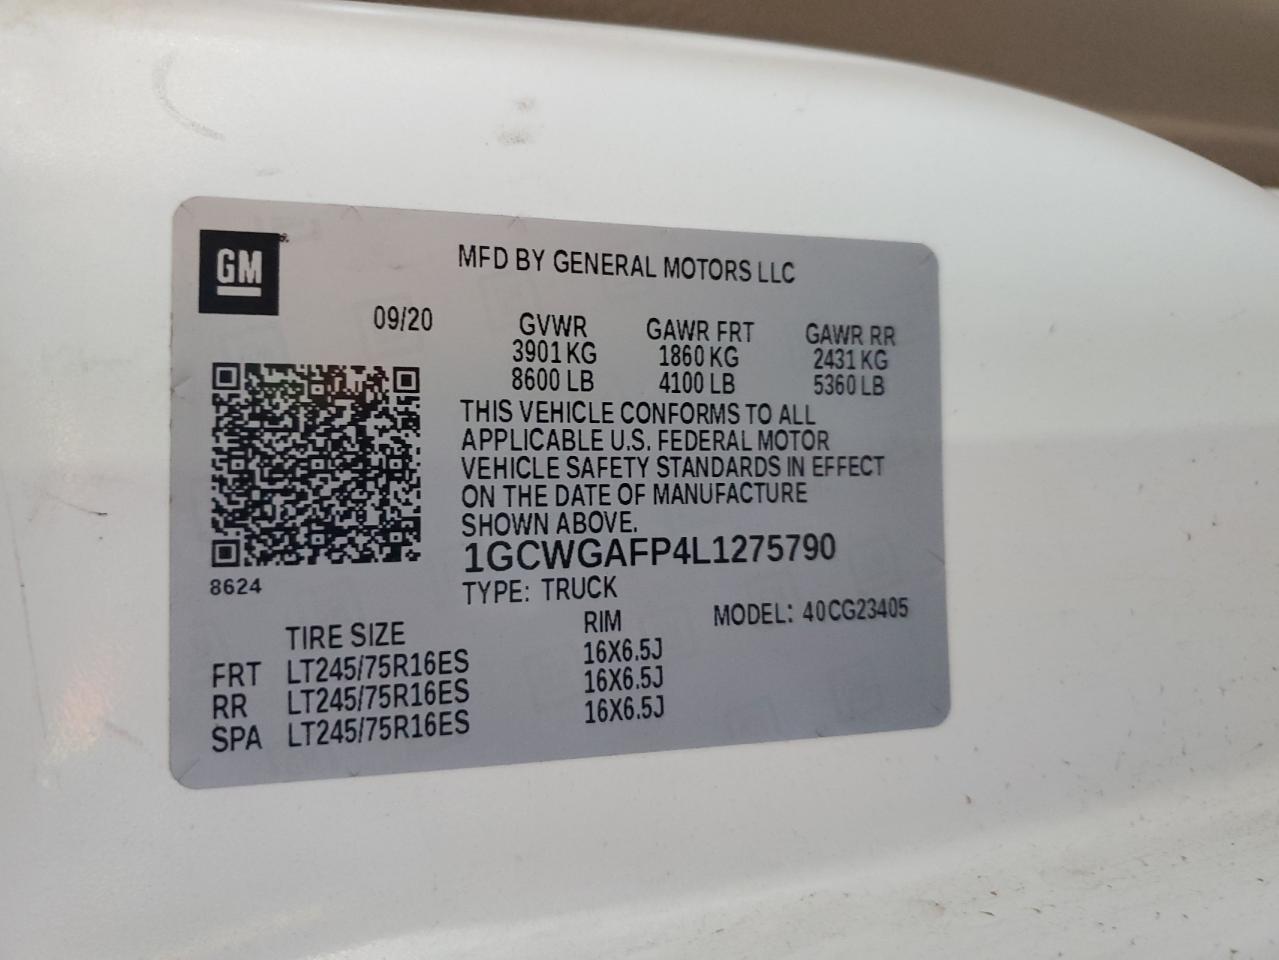 GM
MFD BY GENERAL MOTORS LLC
09/20
GVWR GAWR FRT GAWR RR
3901 KG 1860 KG 2431 KG
8600 LB 4100 LB 5360 LB
THIS VEHICLE CONFORMS TO ALL
APPLICABLE U.S. FEDERAL MOTOR
VEHICLE SAFETY STANDARDS IN EFFECT
ON THE DATE OF MANUFACTURE
SHOWN ABOVE.
1GCWGAFP4L1275790
8624
TYPE: TRUCK
MODEL: 40CG23405
TIRE SIZE RIM
FRT LT245/75R16ES 16X6.5J
RR LT245/75R16ES 16X6.5J
SPA LT245/75R16ES 16X6.5J